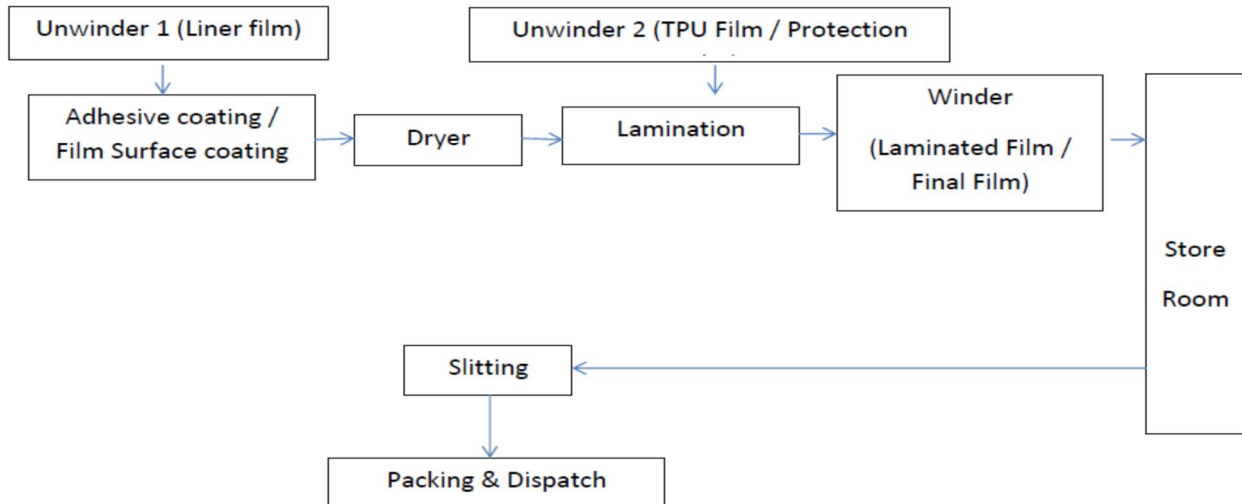 Unwinder 1 (Liner film)
Unwinder 2 (TPU Film / Protection
Adhesive coating /
Film Surface coating
Dryer
Lamination
Winder
(Laminated Film /
Final Film)
Store
Room
Slitting
Packing & Dispatch